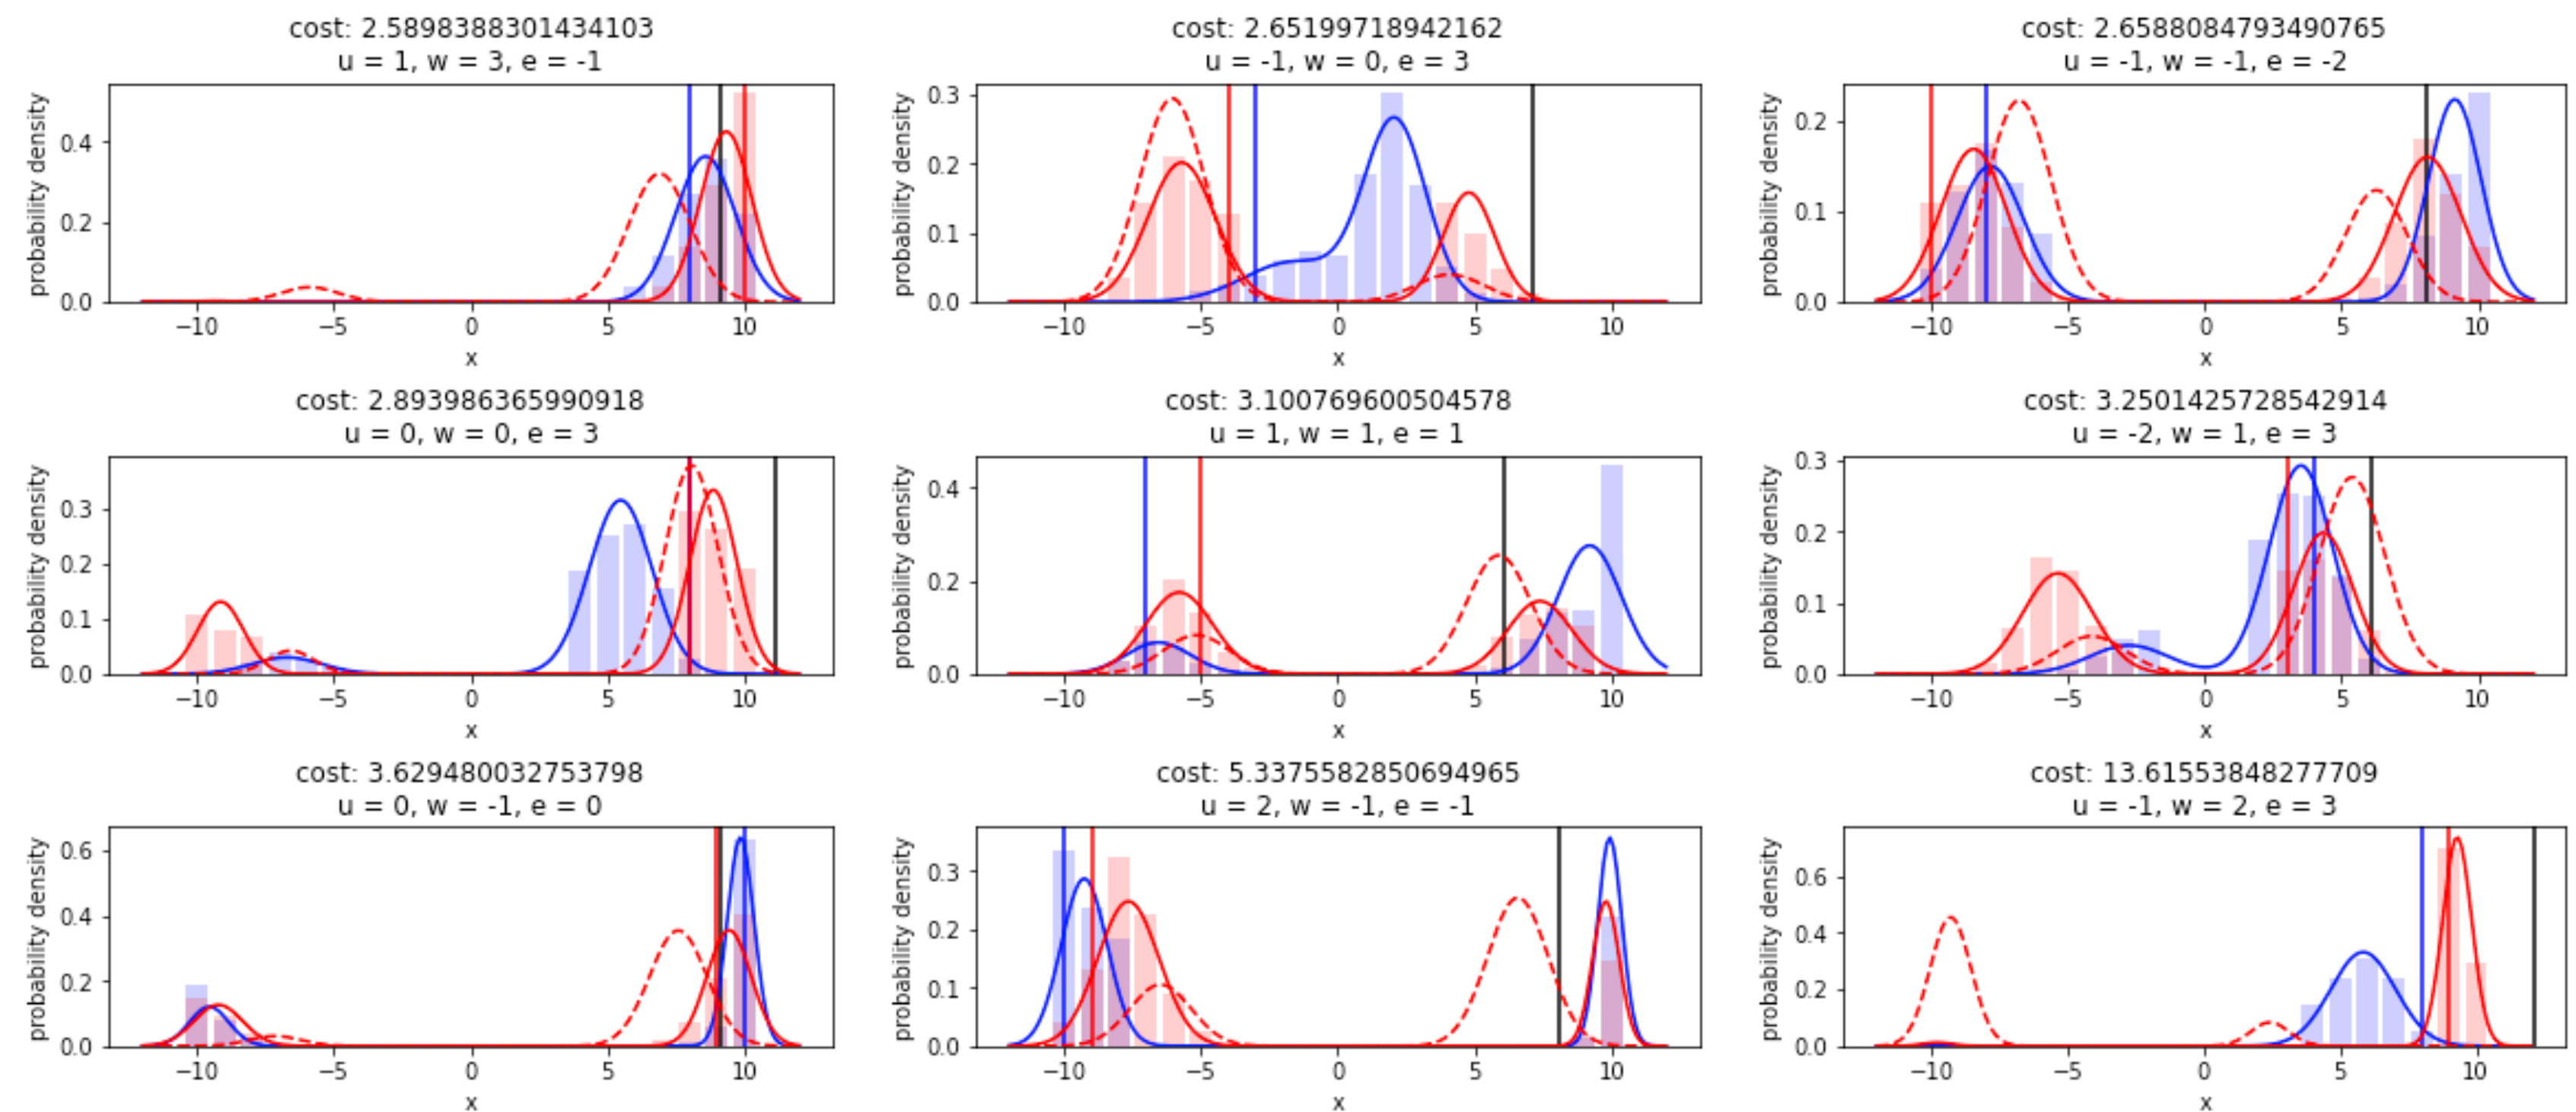 cost: 2.5898388301434103
u = 1, w = 3, e = -1
probability density
0.4
0.2
0.0
−10 −5 0 5 10
x
cost: 2.65199718942162
u = -1, w = 0, e = 3
probability density
0.3
0.2
0.1
0.0
−10 −5 0 5 10
x
cost: 2.6588084793490765
u = -1, w = -1, e = -2
probability density
0.2
0.1
0.0
−10 −5 0 5 10
x
cost: 2.893986365990918
u = 0, w = 0, e = 3
probability density
0.3
0.2
0.1
0.0
−10 −5 0 5 10
x
cost: 3.100769600504578
u = 1, w = 1, e = 1
probability density
0.4
0.2
0.0
−10 −5 0 5 10
x
cost: 3.2501425728542914
u = -2, w = 1, e = 3
probability density
0.3
0.2
0.1
0.0
−10 −5 0 5 10
x
cost: 3.629480032753798
u = 0, w = -1, e = 0
probability density
0.6
0.4
0.2
0.0
−10 −5 0 5 10
x
cost: 5.3375582850694965
u = 2, w = -1, e = -1
probability density
0.3
0.2
0.1
0.0
−10 −5 0 5 10
x
cost: 13.61553848277709
u = -1, w = 2, e = 3
probability density
0.6
0.4
0.2
0.0
−10 −5 0 5 10
x